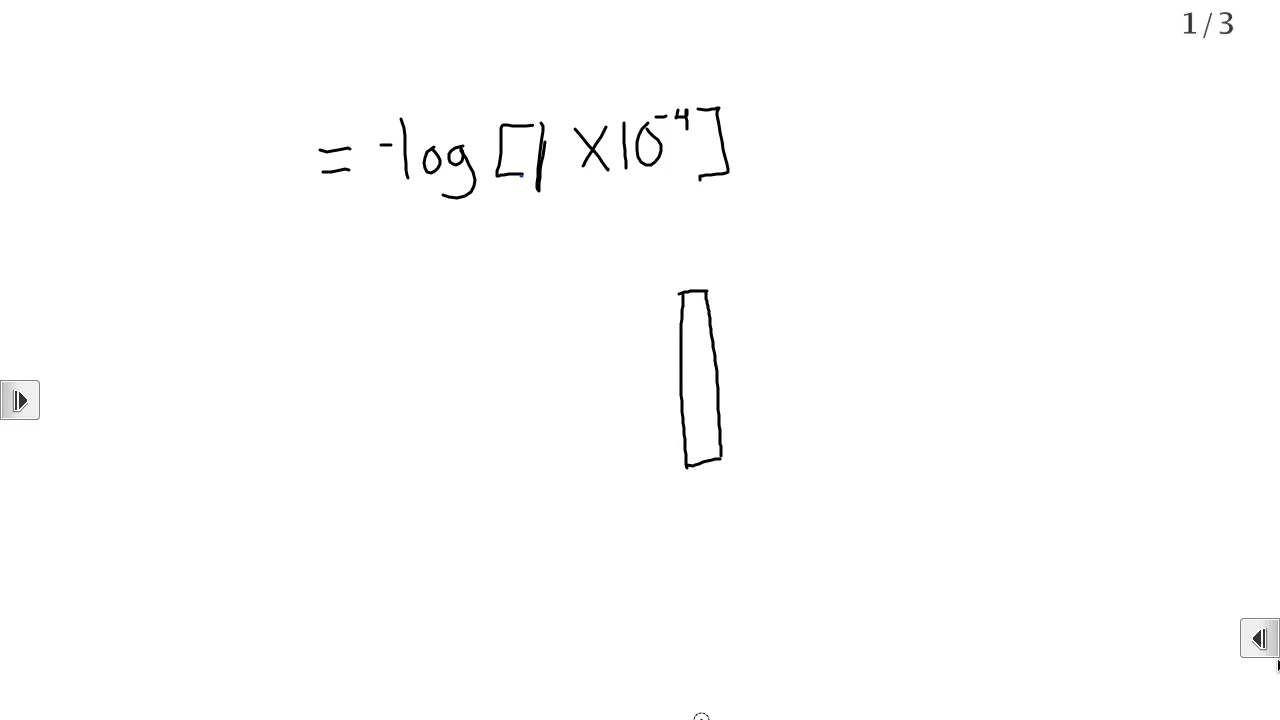 1/3
= -log [1 X10⁻⁴]